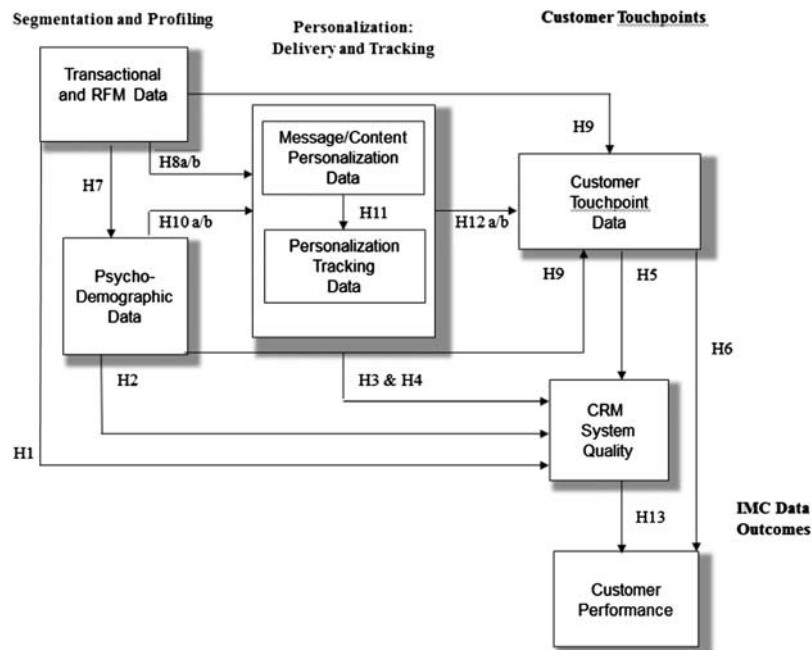 Segmentation and Profiling
Personalization:
Delivery and Tracking
Customer Touchpoints
Transactional
and RFM Data
H9
Message/Content
Personalization
Data
H8a/b
H7
Customer
Touchpoint
Data
H10 a/b
H11
H12 a/b
Personalization
Tracking
Data
Psycho-
Demographic
Data
H9
H5
H6
H2
H3 & H4
CRM
System
Quality
H1
H13
IMC Data
Outcomes
Customer
Performance